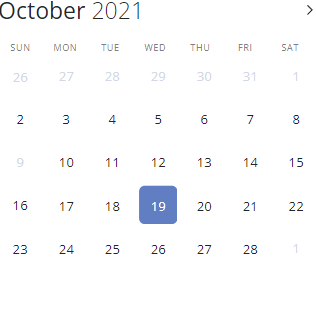 October 2021
SUN MON TUE WED THU FRI SAT
26 27 28 29 30 31 1
2 3 4 5 6 7 8
9 10 11 12 13 14 15
16 17 18 19 20 21 22
23 24 25 26 27 28 1